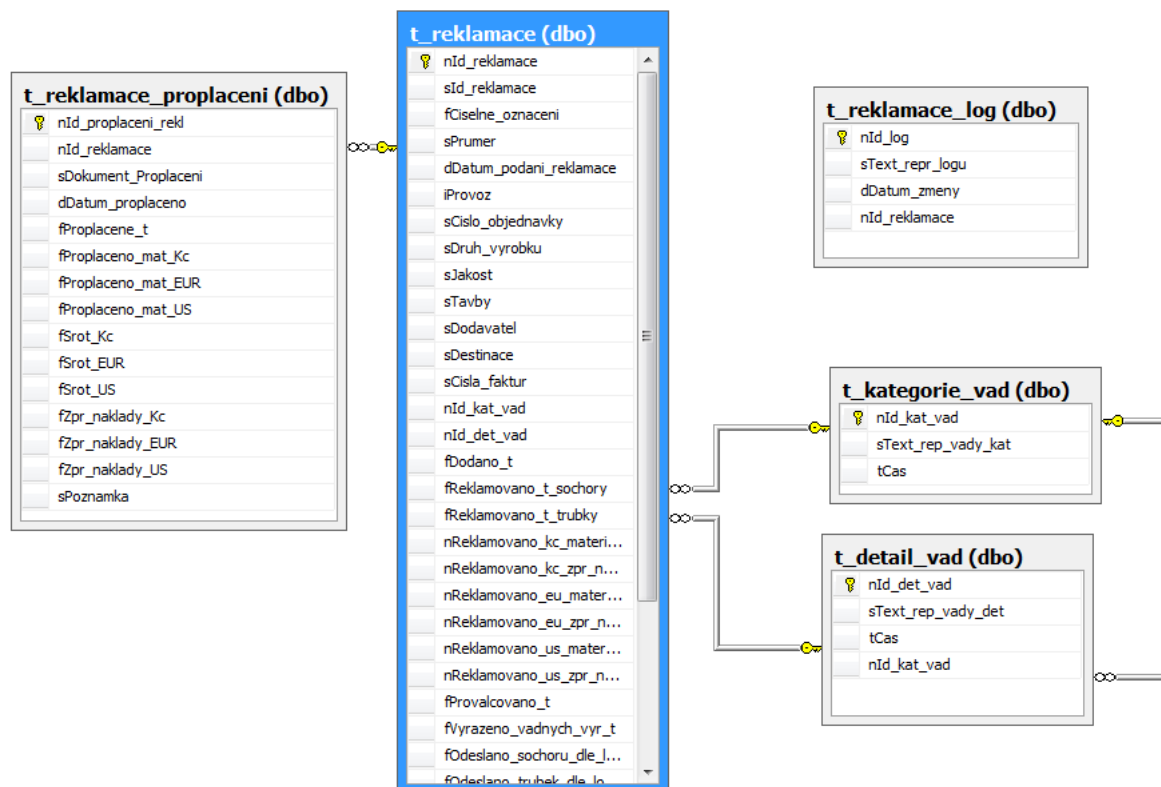 t_reklamace_proplaceni (dbo)
nId_proplaceni_rekl
nId_reklamace
sDokument_Proplaceni
dDatum_proplaceno
fProplacene_t
fProplaceno_mat_Kc
fProplaceno_mat_EUR
fProplaceno_mat_US
fSrot_Kc
fSrot_EUR
fSrot_US
fZpr_naklady_Kc
fZpr_naklady_EUR
fZpr_naklady_US
sPoznamka
t_reklamace (dbo)
nId_reklamace
sId_reklamace
fCiselne_oznaceni
sPrumer
dDatum_podani_reklamace
iProvoz
sCislo_objednavky
sDruh_vyrobku
sJakost
sTavby
sDodavatel
sDestinace
sCisla_faktur
nId_kat_vad
nId_det_vad
fDodano_t
fReklamovano_t_sochory
fReklamovano_t_trubky
nReklamovano_kc_materi...
nReklamovano_kc_zpr_n...
nReklamovano_eu_mater...
nReklamovano_eu_zpr_n...
nReklamovano_us_mater...
nReklamovano_us_zpr_n...
fProvalcovano_t
fVyrazeno_vadnych_vyr_t
fOdeslano_sochoru_dle_l...
fOdeslano_trubek_dle_lo...
t_reklamace_log (dbo)
nId_log
sText_repr_logu
dDatum_zmeny
nId_reklamace
t_kategorie_vad (dbo)
nId_kat_vad
sText_rep_vady_kat
tCas
t_detail_vad (dbo)
nId_det_vad
sText_rep_vady_det
tCas
nId_kat_vad